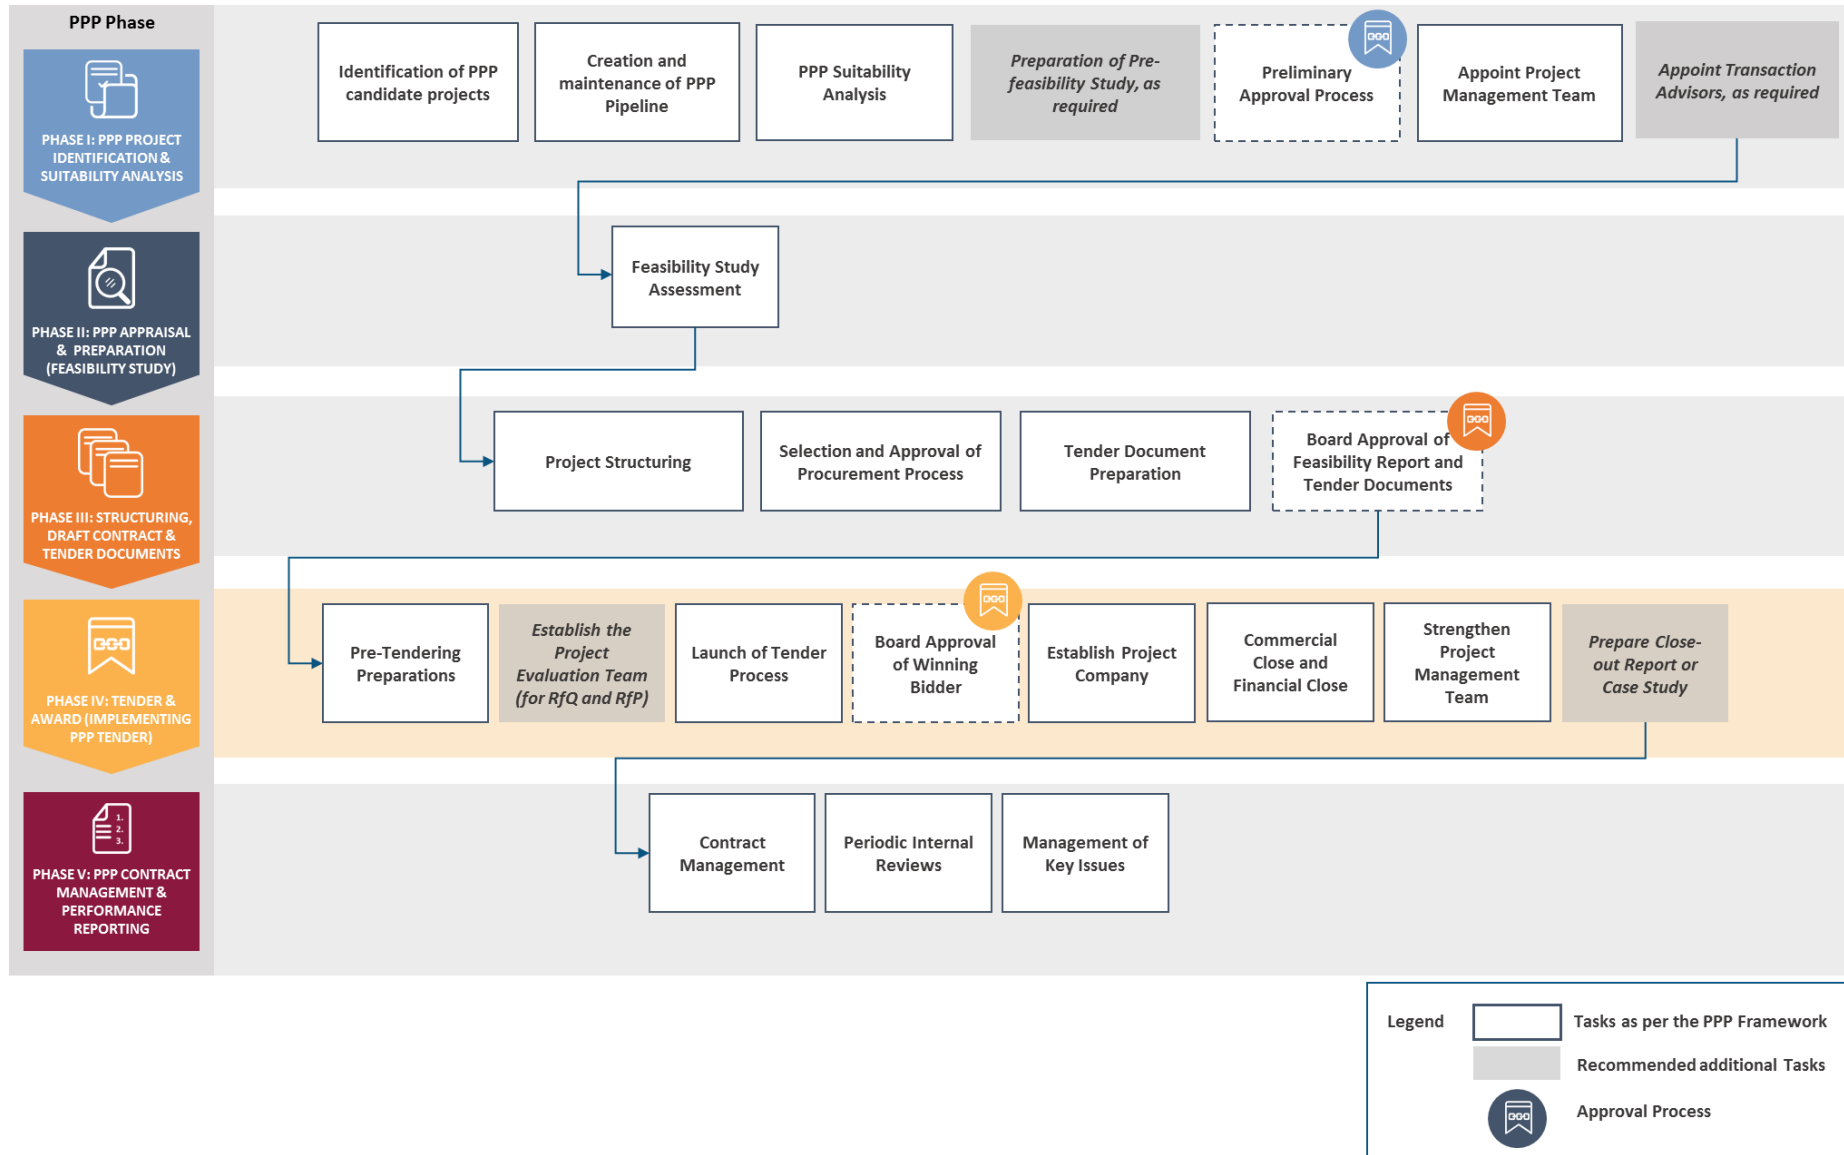 PPP Phase
PHASE I: PPP PROJECT
IDENTIFICATION &
SUITABILITY ANALYSIS
Identification of PPP
candidate projects
Creation and
maintenance of PPP
Pipeline
PPP Suitability
Analysis
Preparation of Pre-
feasibility Study, as
required
Preliminary
Approval Process
Appoint Project
Management Team
Appoint Transaction
Advisors, as required
PHASE II: PPP APPRAISAL
& PREPARATION
(FEASIBILITY STUDY)
Feasibility Study
Assessment
PHASE III: STRUCTURING,
DRAFT CONTRACT &
TENDER DOCUMENTS
Project Structuring
Selection and Approval of
Procurement Process
Tender Document
Preparation
Board Approval of
Feasibility Report and
Tender Documents
PHASE IV: TENDER &
AWARD (IMPLEMENTING
PPP TENDER)
Pre-Tendering
Preparations
Establish the
Project
Evaluation Team
(for RfQ and RfP)
Launch of Tender
Process
Board Approval
of Winning
Bidder
Establish Project
Company
Commercial
Close and
Financial Close
Strengthen
Project
Management
Team
Prepare Close-
out Report or
Case Study
1.
2.
3.
PHASE V: PPP CONTRACT
MANAGEMENT &
PERFORMANCE
REPORTING
Contract
Management
Periodic Internal
Reviews
Management of
Key Issues
Legend
Tasks as per the PPP Framework
Recommended additional Tasks
Approval Process